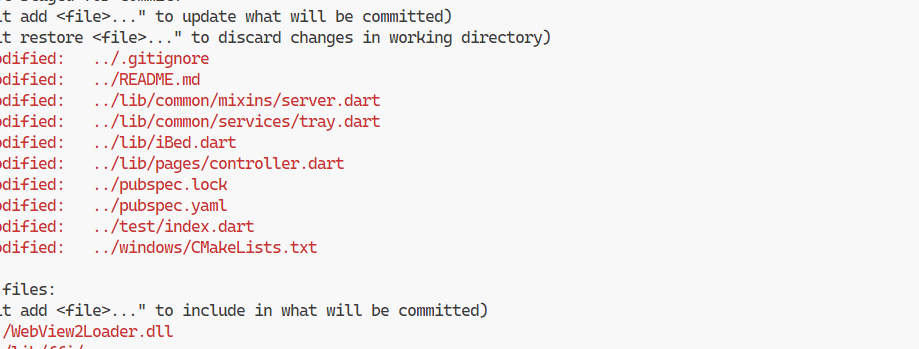 it add <file>..." to update what will be committed)
it restore <file>..." to discard changes in working directory)
odified:   ../.gitignore
odified:   ../README.md
odified:   ../lib/common/mixins/server.dart
odified:   ../lib/common/services/tray.dart
odified:   ../lib/iBed.dart
odified:   ../lib/pages/controller.dart
odified:   ../pubspec.lock
odified:   ../pubspec.yaml
odified:   ../test/index.dart
odified:   ../windows/CMakeLists.txt
files:
it add <file>..." to include in what will be committed)
/WebView2Loader.dll